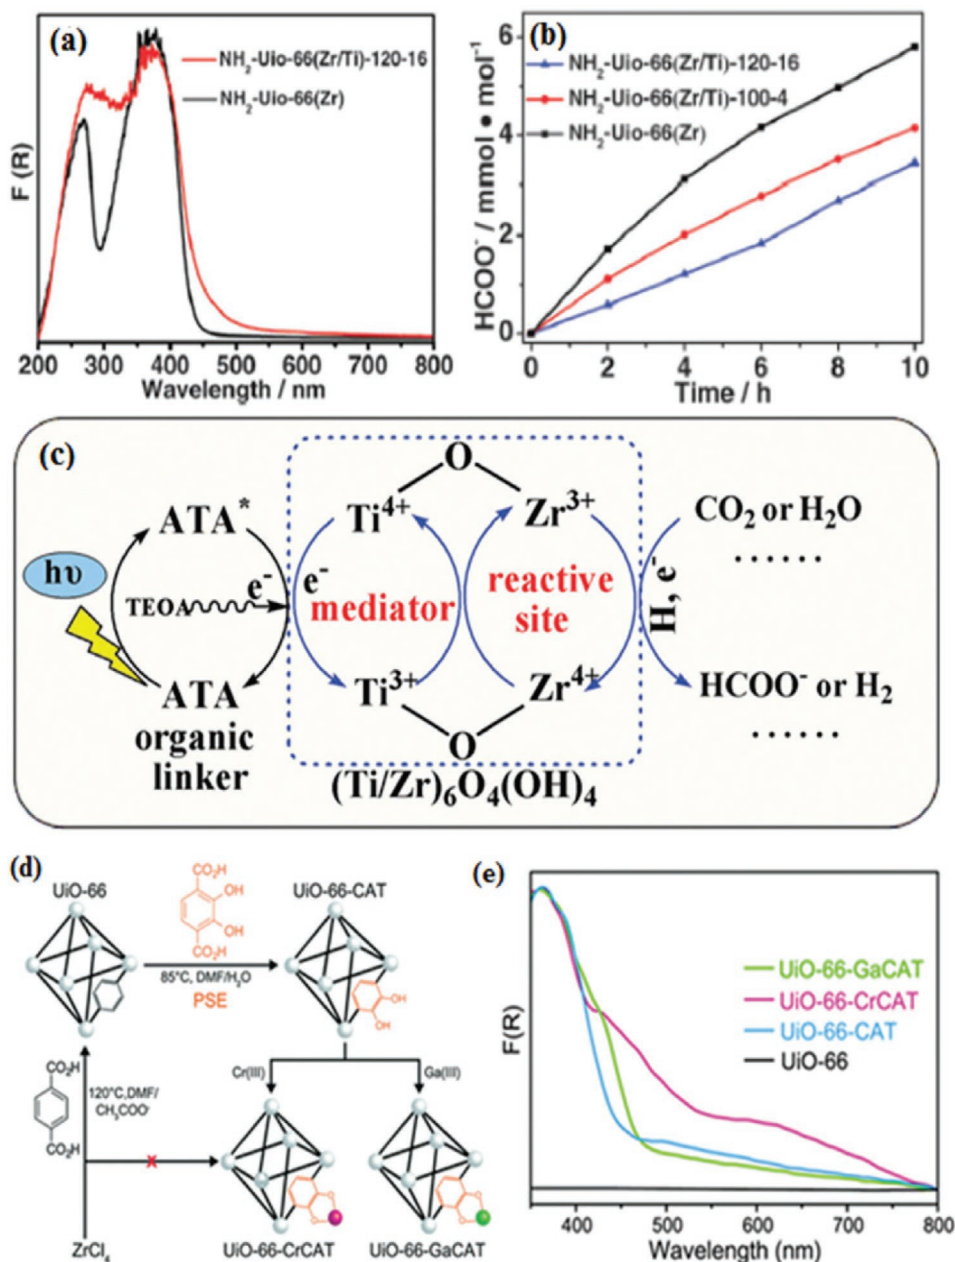 (a)
NH₂-Uio-66(Zr/Ti)-120-16
NH₂-Uio-66(Zr)
F (R)
200 300 400 500 600 700 800
Wavelength / nm
(b)
6
4
2
0
NH₂-Uio-66(Zr/Ti)-120-16
NH₂-Uio-66(Zr/Ti)-100-4
NH₂-Uio-66(Zr)
HCOO⁻ / mmol • mol⁻¹
0 2 4 6 8 10
Time / h
(c)
O
ATA*
Ti⁴⁺
Zr³⁺
CO₂ or H₂O
......
hυ
TEOA
e⁻
e⁻
mediator
reactive
site
H, e⁻
ATA
Ti³⁺
Zr⁴⁺
HCOO⁻ or H₂
......
organic
linker
O
(Ti/Zr)₆O₄(OH)₄
(d)
UiO-66
CO₂H
OH
OH
CO₂H
UiO-66-CAT
85°C, DMF/H₂O
PSE
OH
OH
CO₂H
CO₂H
120°C,DMF/
CH₃COO⁻
Cr(III)
Ga(III)
x
O
O
O
O
ZrCl₄
UiO-66-CrCAT
UiO-66-GaCAT
(e)
F(R)
UiO-66-GaCAT
UiO-66-CrCAT
UiO-66-CAT
UiO-66
400 500 600 700 800
Wavelength (nm)